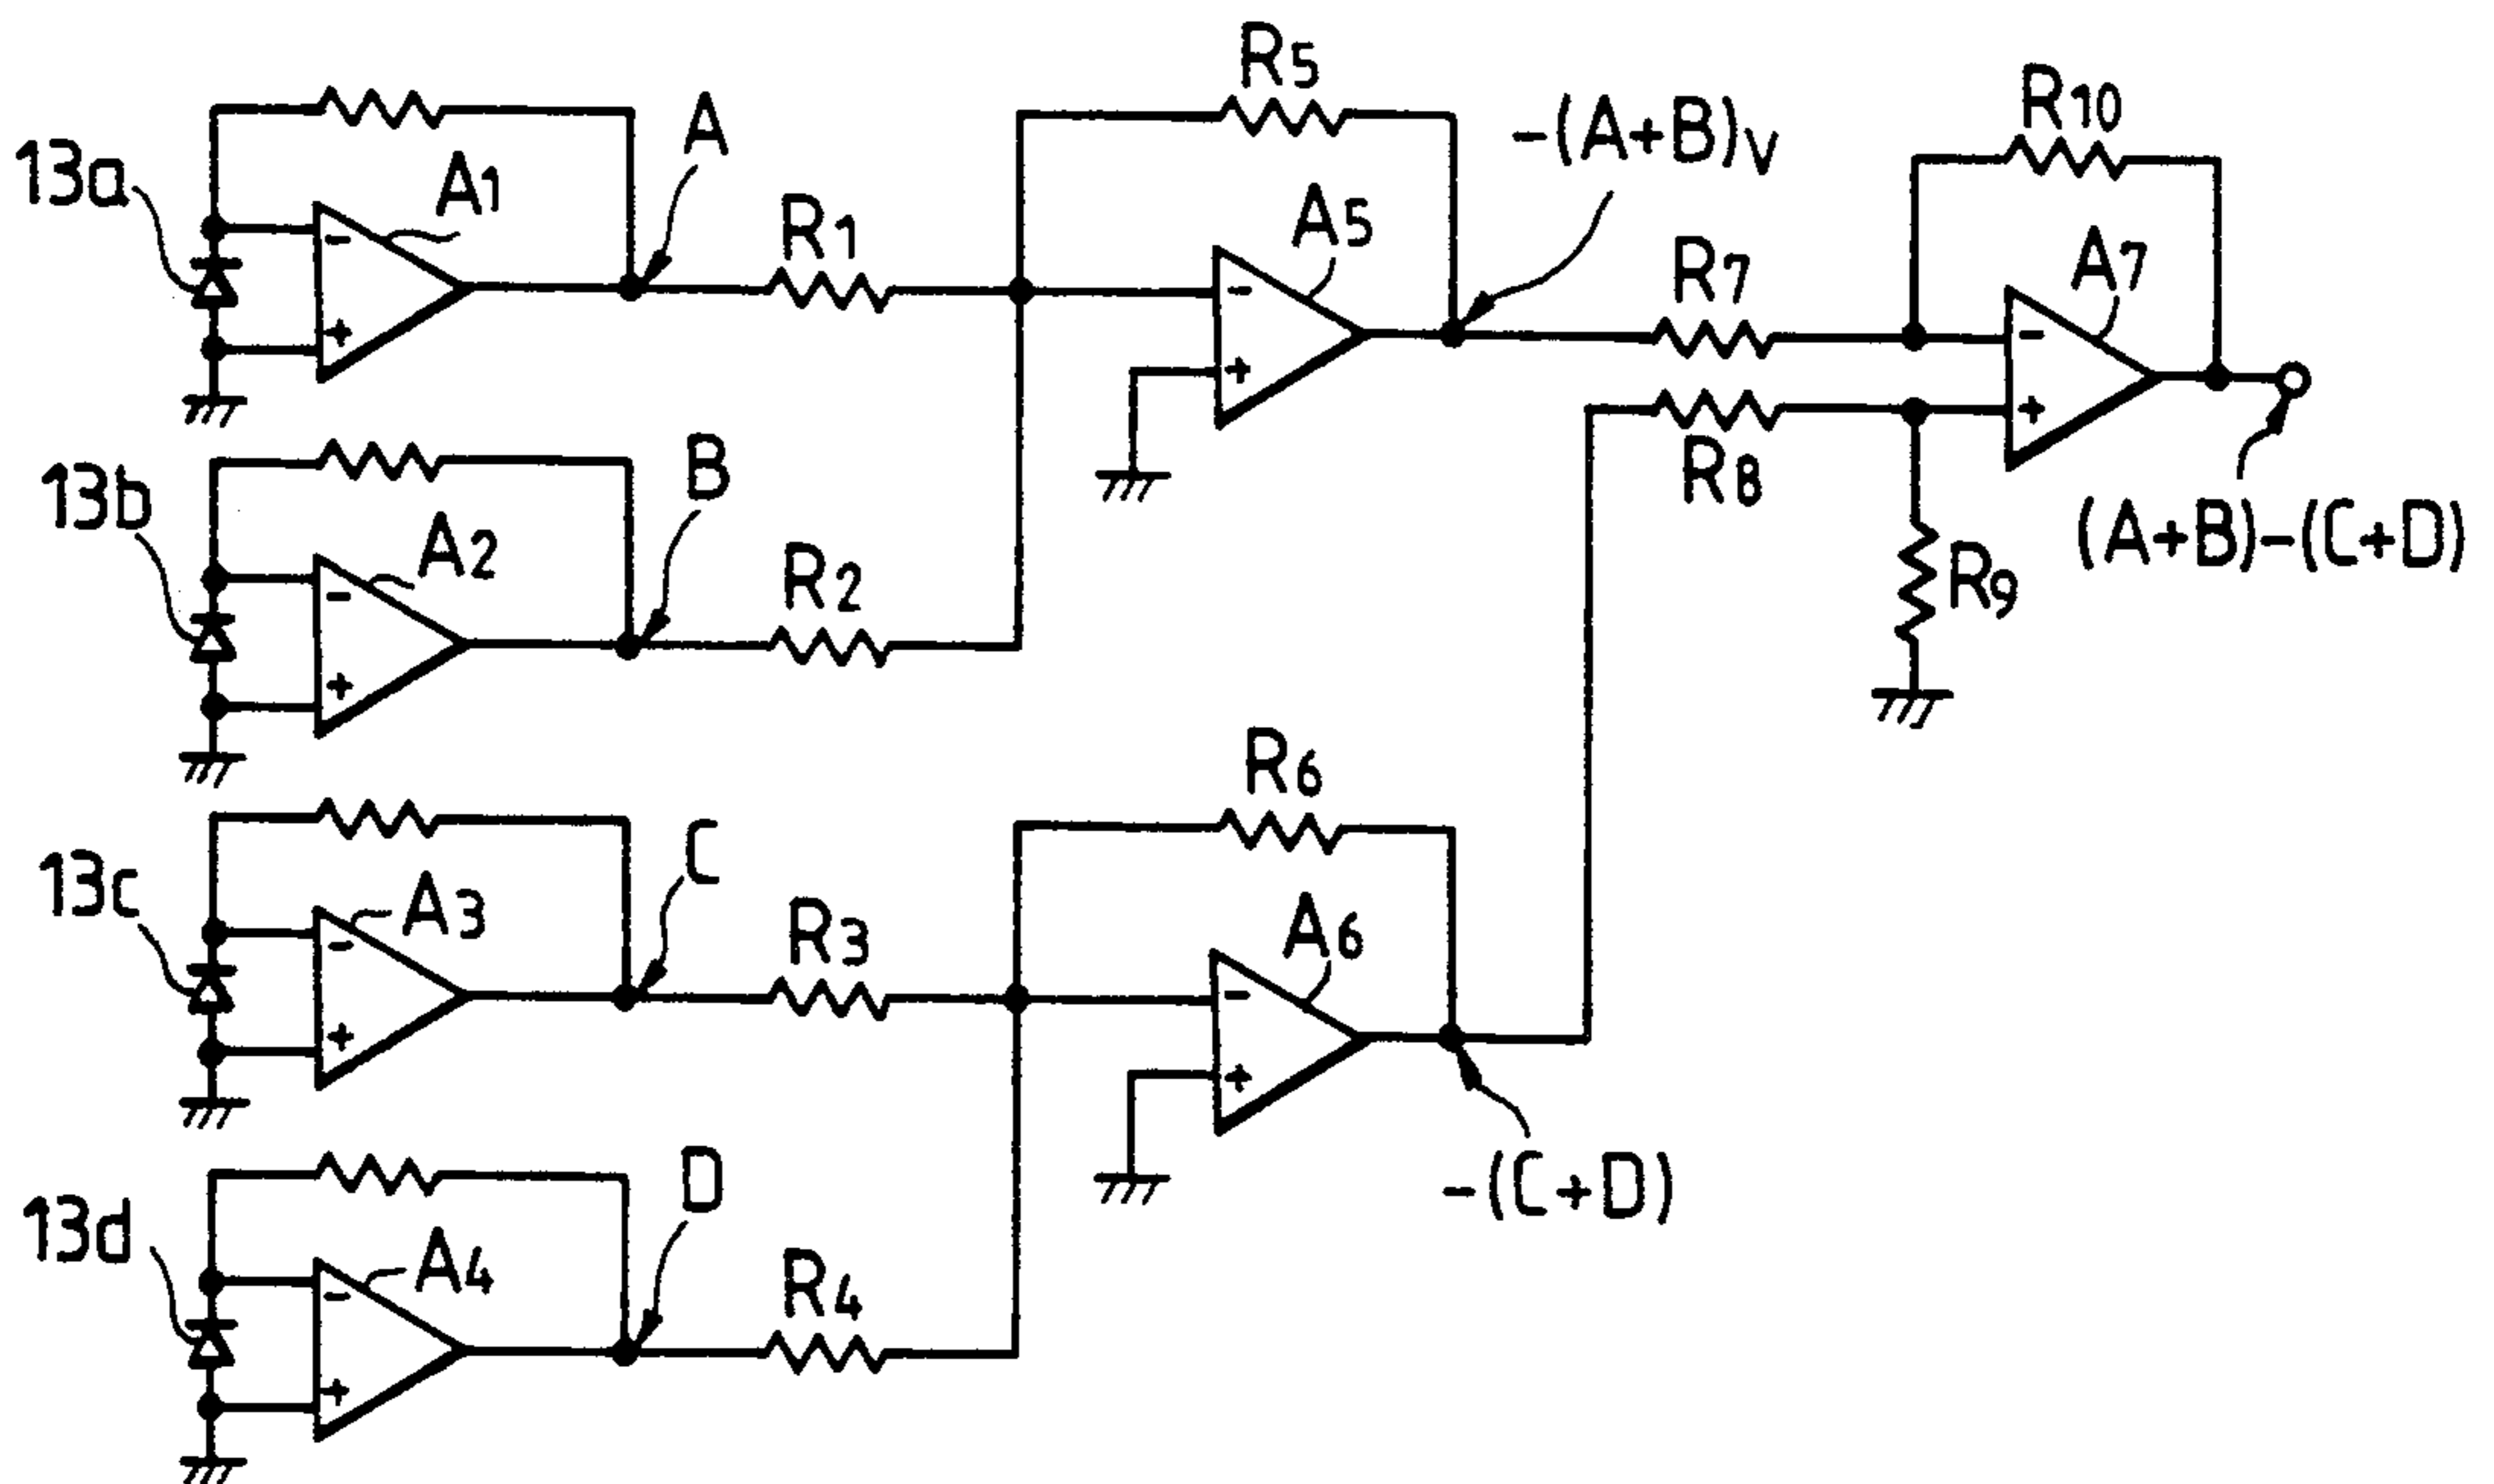 13a
A1
A
R1
R5
A5
-(A+B)V
R7
R10
A7
R8
R9
(A+B)-(C+D)
13b
A2
B
R2
13c
A3
C
R3
R6
A6
-(C+D)
13d
A4
D
R4
-
+
-
+
-
+
-
+
-
+
-
+
-
+